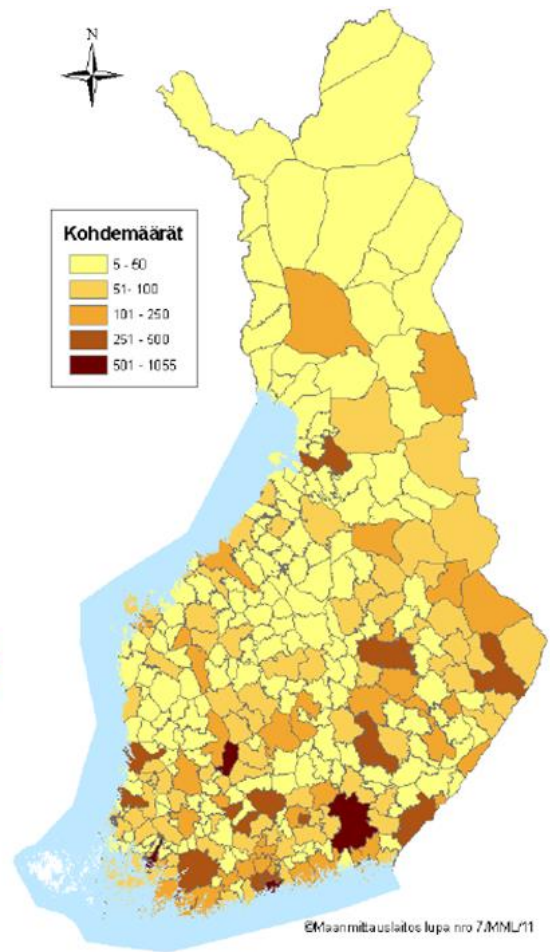 N
Kohdemäärät
5 - 50
51- 100
101 - 250
251 - 500
501 - 1055
©Maanmittauslaitos lupa nro 7/MML/11